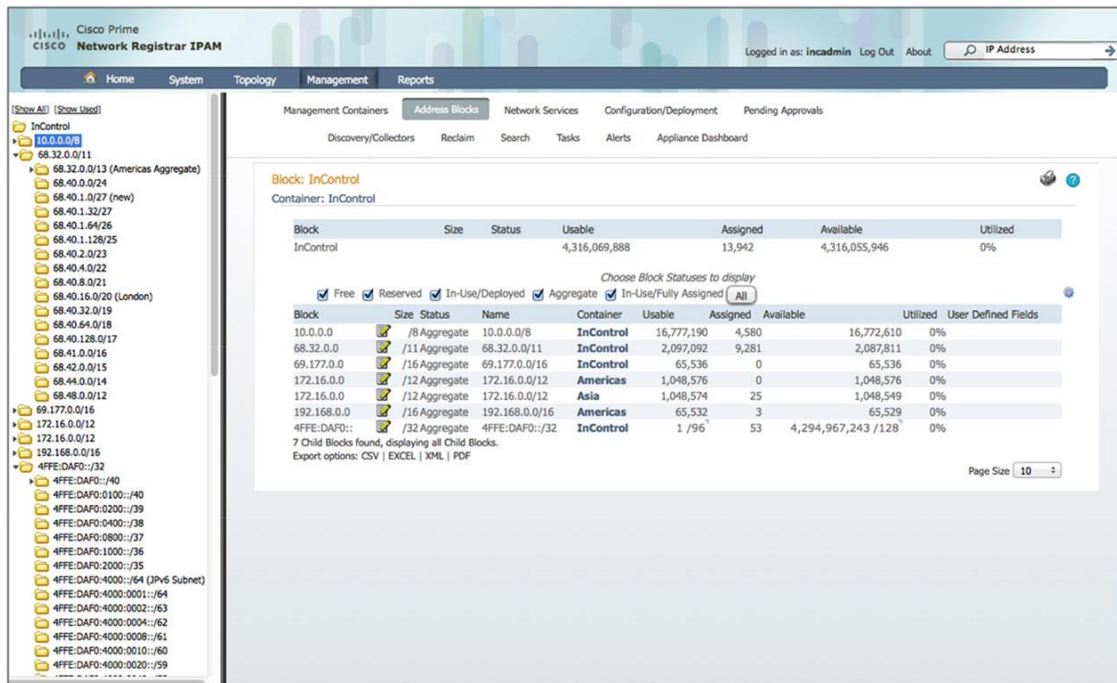 Cisco Prime
CISCO Network Registrar IPAM
Logged in as: incadmin Log Out About IP Address
Home System Topology Management Reports
[Show All] [Show Used]
InControl
10.0.0.0/8
68.32.0.0/11
68.32.0.0/13 (Americas Aggregate)
68.40.0.0/24
68.40.1.0/27 (new)
68.40.1.32/27
68.40.1.64/26
68.40.1.128/25
68.40.2.0/23
68.40.4.0/22
68.40.8.0/21
68.40.16.0/20 (London)
68.40.32.0/19
68.40.64.0/18
68.40.128.0/17
68.41.0.0/16
68.42.0.0/15
68.44.0.0/14
68.48.0.0/12
69.177.0.0/16
172.16.0.0/12
172.16.0.0/12
192.168.0.0/16
4FFE:DAF0::/32
4FFE:DAF0::/40
4FFE:DAF0:0100::/40
4FFE:DAF0:0200::/39
4FFE:DAF0:0400::/38
4FFE:DAF0:0800::/37
4FFE:DAF0:1000::/36
4FFE:DAF0:2000::/35
4FFE:DAF0:4000::/64 (JPv6 Subnet)
4FFE:DAF0:4000:0001::/64
4FFE:DAF0:4000:0002::/63
4FFE:DAF0:4000:0004::/62
4FFE:DAF0:4000:0008::/61
4FFE:DAF0:4000:0010::/60
4FFE:DAF0:4000:0020::/59
Management Containers Address Blocks Network Services Configuration/Deployment Pending Approvals
Discovery/Collectors Reclaim Search Tasks Alerts Appliance Dashboard
Block: InControl
Container: InControl
Block Size Status Usable Assigned Available Utilized
InControl 4,316,069,888 13,942 4,316,055,946 0%
Choose Block Statuses to display
Free Reserved In-Use/Deployed Aggregate In-Use/Fully Assigned All
Block Size Status Name Container Usable Assigned Available Utilized User Defined Fields
10.0.0.0 /8 Aggregate 10.0.0.0/8 InControl 16,777,190 4,580 16,772,610 0%
68.32.0.0 /11 Aggregate 68.32.0.0/11 InControl 2,097,092 9,281 2,087,811 0%
69.177.0.0 /16 Aggregate 69.177.0.0/16 InControl 65,536 0 65,536 0%
172.16.0.0 /12 Aggregate 172.16.0.0/12 Americas 1,048,576 0 1,048,576 0%
172.16.0.0 /12 Aggregate 172.16.0.0/12 Asia 1,048,574 25 1,048,549 0%
192.168.0.0 /16 Aggregate 192.168.0.0/16 Americas 65,532 3 65,529 0%
4FFE:DAF0:: /32 Aggregate 4FFE:DAF0::/32 InControl 1 /96 53 4,294,967,243 /128 0%
7 Child Blocks found, displaying all Child Blocks.
Export options: CSV | EXCEL | XML | PDF
Page Size 10